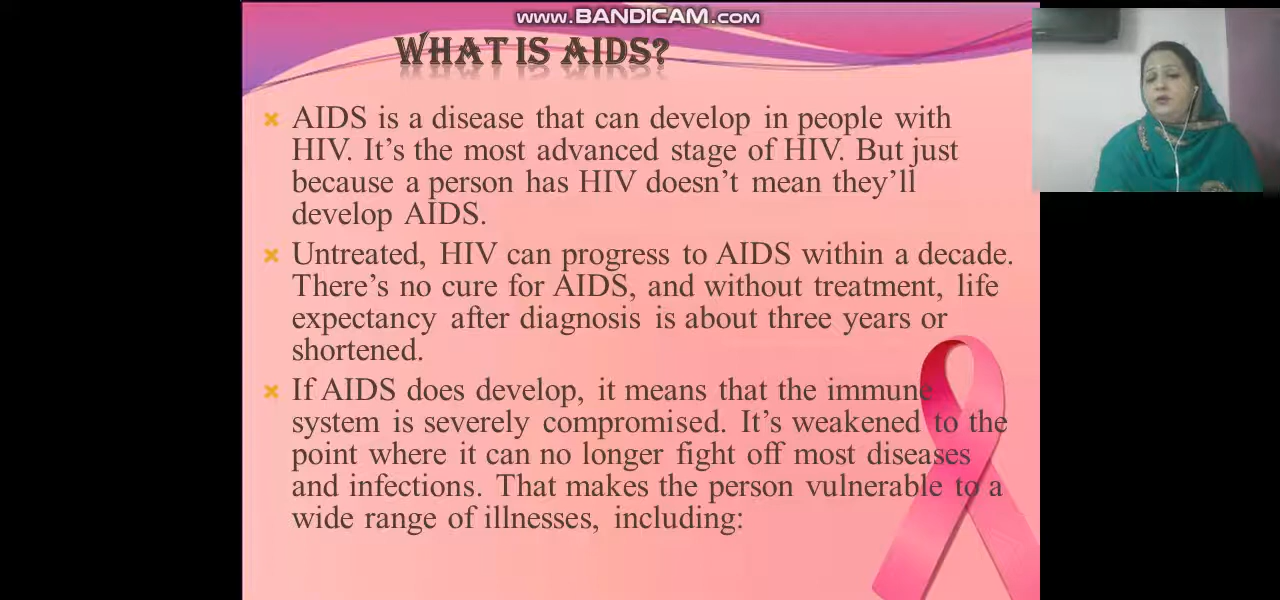 www.BANDICAM.com
WHAT IS AIDS?
AIDS is a disease that can develop in people with
HIV. It’s the most advanced stage of HIV. But just
because a person has HIV doesn’t mean they’ll
develop AIDS.
Untreated, HIV can progress to AIDS within a decade.
There’s no cure for AIDS, and without treatment, life
expectancy after diagnosis is about three years or
shortened.
If AIDS does develop, it means that the immune
system is severely compromised. It’s weakened to the
point where it can no longer fight off most diseases
and infections. That makes the person vulnerable to a
wide range of illnesses, including: